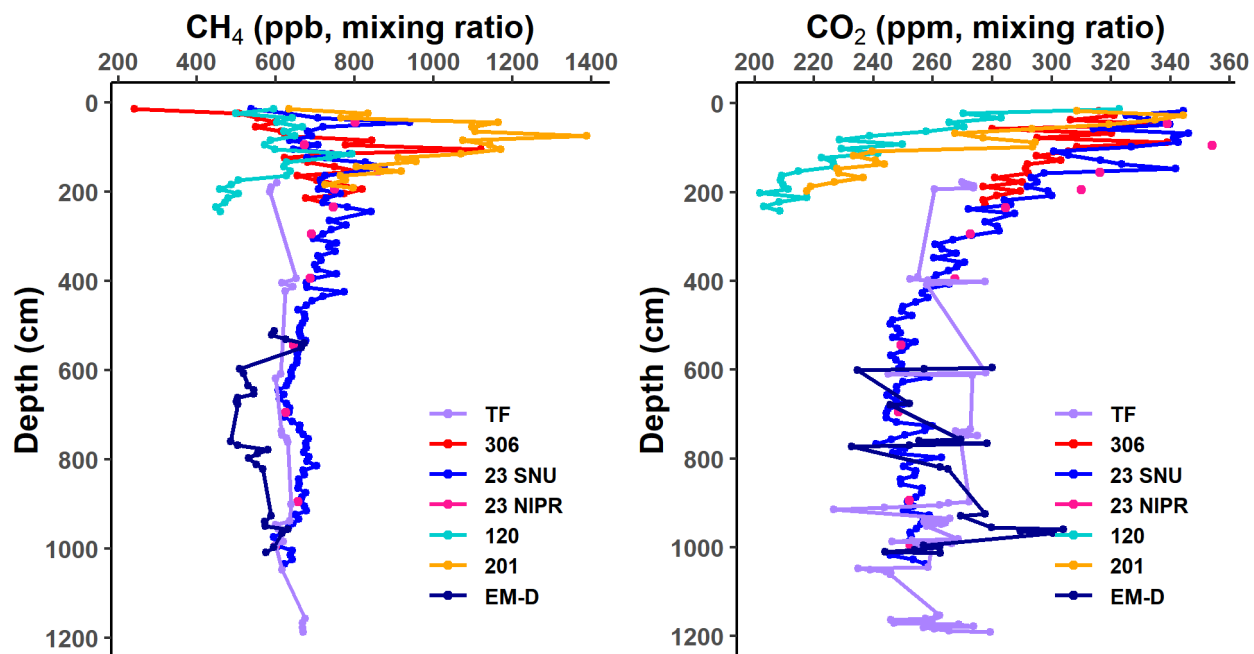 CH₄ (ppb, mixing ratio)
200 400 600 800 1000 1200 1400
Depth (cm)
0
200
400
600
800
1000
1200
TF
306
23 SNU
23 NIPR
120
201
EM-D
CO₂ (ppm, mixing ratio)
200 220 240 260 280 300 320 340 360
Depth (cm)
0
200
400
600
800
1000
1200
TF
306
23 SNU
23 NIPR
120
201
EM-D